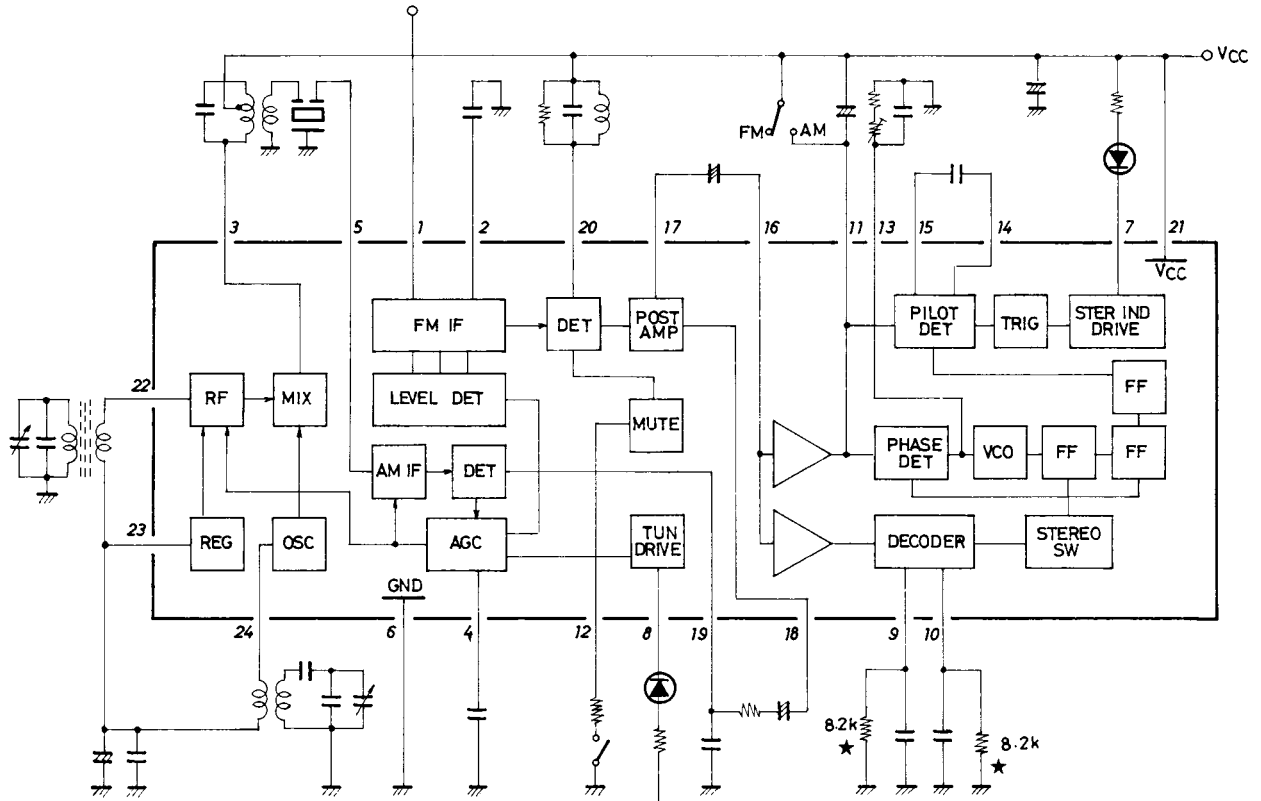 VCC
FM AM
3 5 1 2 20 17 16 11 13 15 14 7 21
VCC
FM IF
DET
POST
AMP
PILOT
DET
TRIG
STER IND
DRIVE
22
RF
MIX
LEVEL DET
MUTE
FF
AM IF
DET
PHASE
DET
VCO
FF
FF
23
REG
OSC
AGC
TUN
DRIVE
DECODER
STEREO
SW
GND
24 6 4 12 8 19 18 9 10
8.2k
★
8.2k
★